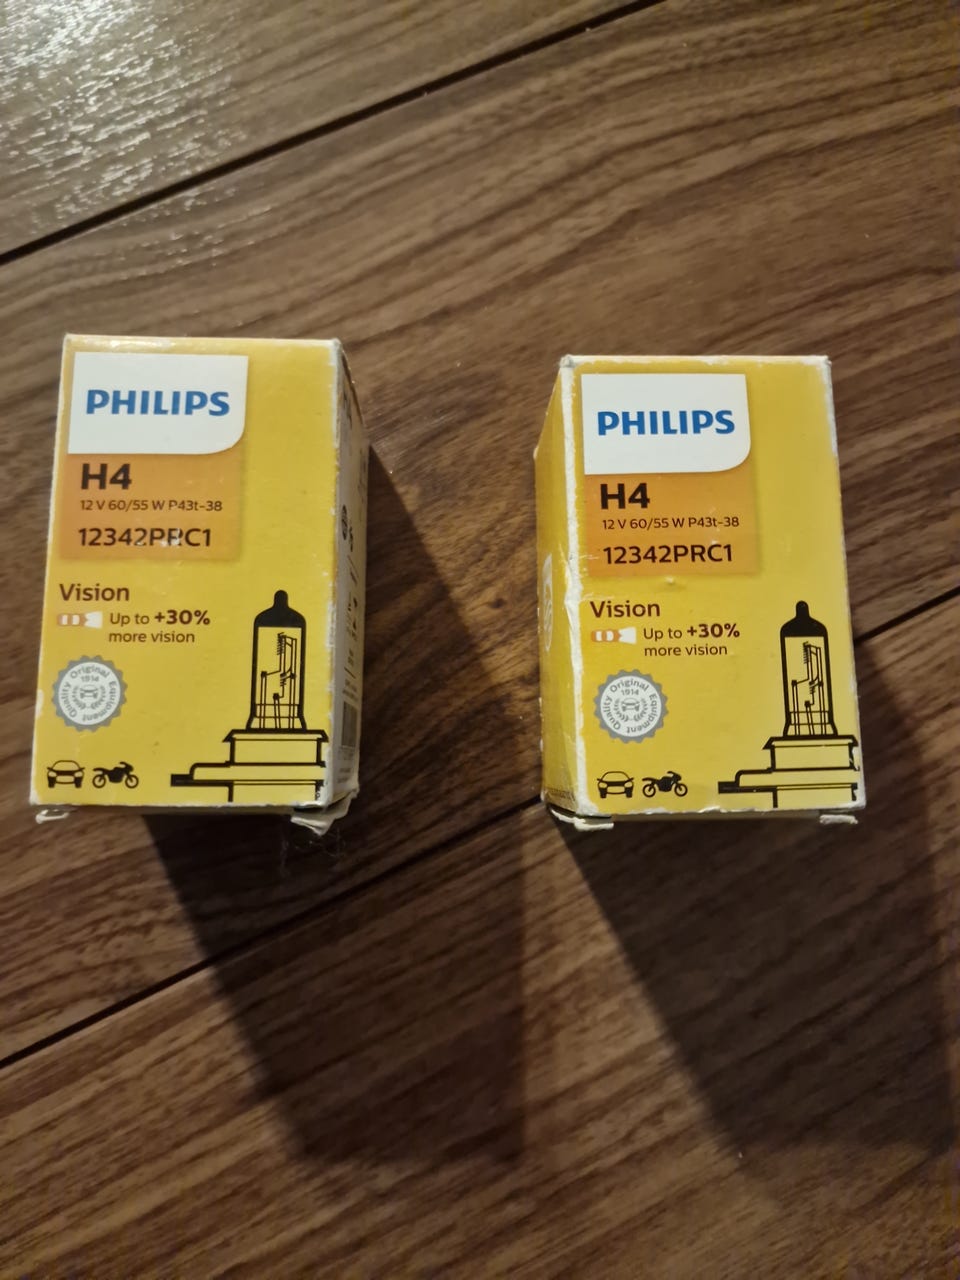 PHILIPS
H4
12 V 60/55 W P43t-38
12342PRC1
Vision
Up to +30%
more vision
Quality Original Equipment
1914
PHILIPS
H4
12 V 60/55 W P43t-38
12342PRC1
Vision
Up to +30%
more vision
Quality Original Equipment
1914